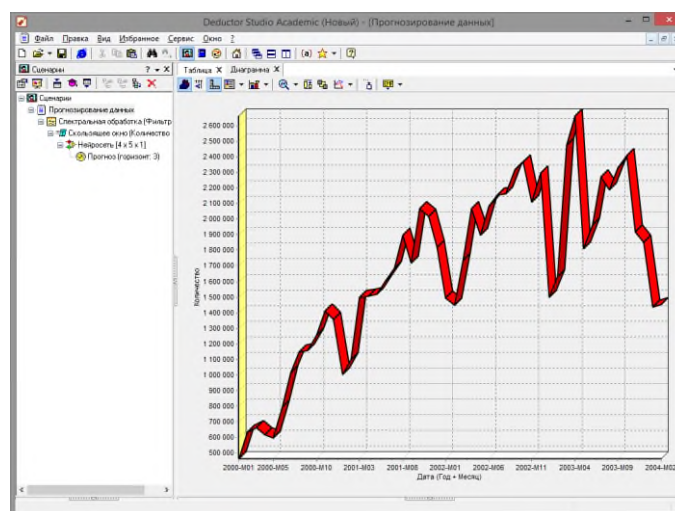 Deductor Studio Academic (Новый) - [Прогнозирование данных]
Файл Правка Вид Избранное Сервис Окно ?
Сценарии
Сценарии
Прогнозирование данных
Спектральная обработка (Фильтр
Скользящее окно (Количество
Нейросеть [4 x 5 x 1]
Прогноз (горизонт: 3)
Таблица X Диаграмма X
2 600 000
2 400 000
2 300 000
2 200 000
2 100 000
2 000 000
1 900 000
1 800 000
1 700 000
1 600 000
1 500 000
1 400 000
1 300 000
1 200 000
1 100 000
1 000 000
900 000
800 000
700 000
600 000
500 000
Количество
2000-M01 2000-M05 2000-M10 2001-M03 2001-M08 2002-M01 2002-M06 2002-M11 2003-M04 2003-M09 2004-M02
Дата (Год + Месяц)